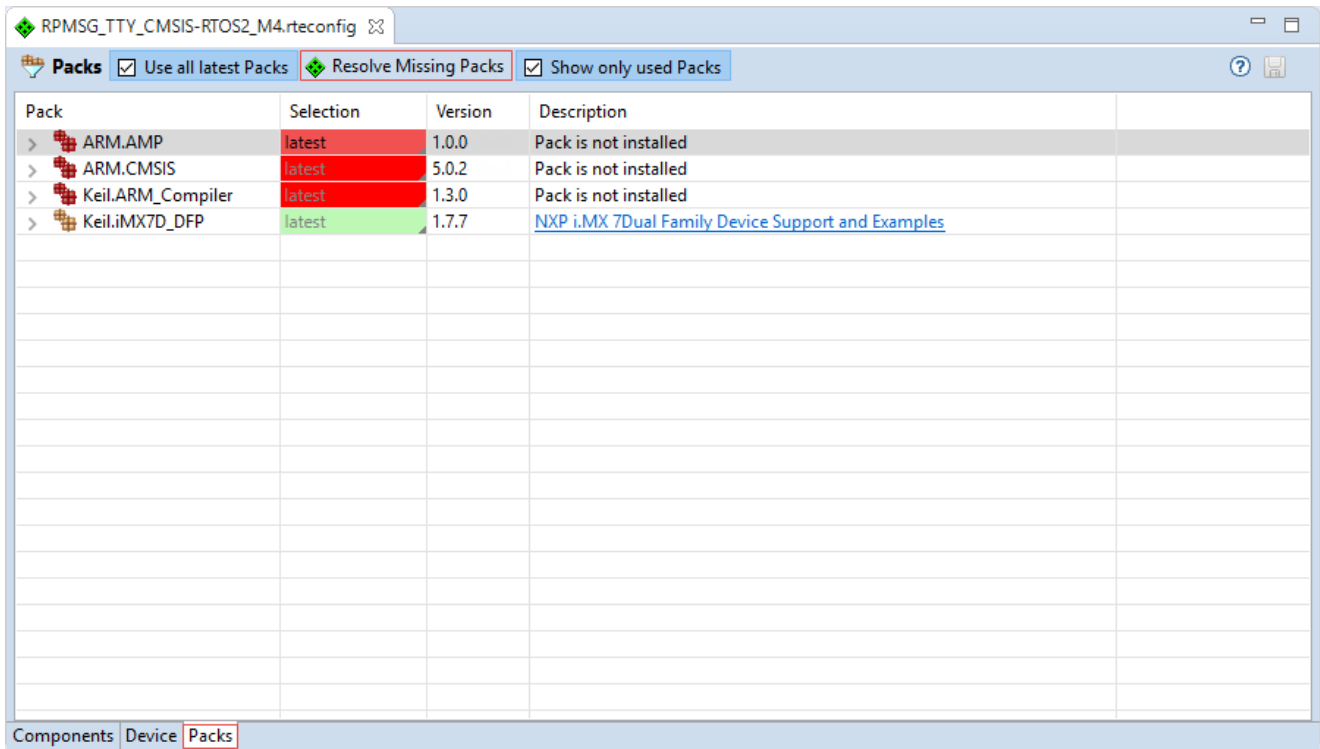 RPMSG_TTY_CMSIS-RTOS2_M4.rteconfig
Packs Use all latest Packs Resolve Missing Packs Show only used Packs
Pack Selection Version Description
ARM.AMP latest 1.0.0 Pack is not installed
ARM.CMSIS latest 5.0.2 Pack is not installed
Keil.ARM_Compiler latest 1.3.0 Pack is not installed
Keil.iMX7D_DFP latest 1.7.7 NXP i.MX 7Dual Family Device Support and Examples
Components Device Packs